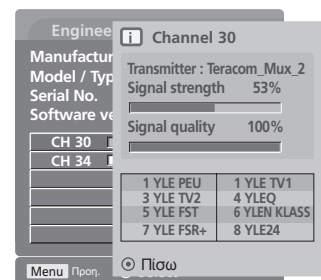 Enginee
i Channel 30
Manufactur
Model / Typ
Serial No.
Software ve
Transmitter : Teracom_Mux_2
Signal strength 53%
Signal quality 100%
CH 30
CH 34
1 YLE PEU 1 YLE TV1
3 YLE TV2 4 YLEQ
5 YLE FST 6 YLEN KLASS
7 YLE FSR+ 8 YLE24
Πίσω
Menu Προη.